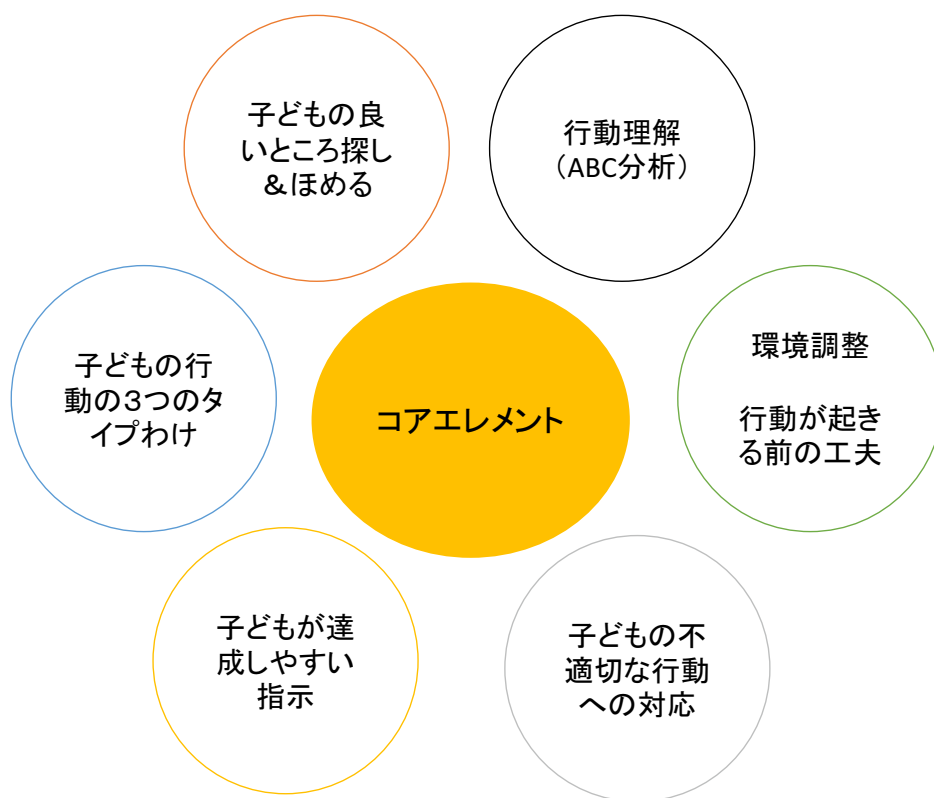 子どもの良
いところ探し
＆ほめる
行動理解
（ABC分析）
子どもの行
動の３つのタ
イプわけ
コアエレメント
環境調整
行動が起き
る前の工夫
子どもが達
成しやすい
指示
子どもの不
適切な行動
への対応